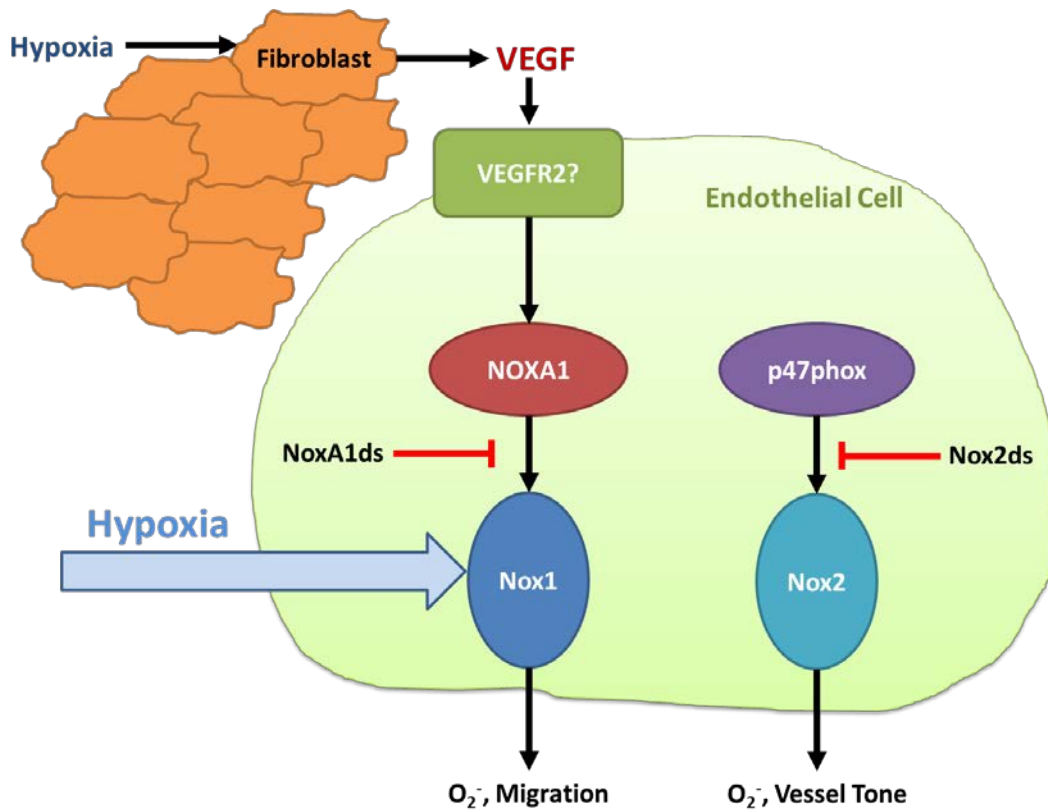 Hypoxia
Fibroblast
VEGF
VEGFR2?
Endothelial Cell
NOXA1
p47phox
NoxA1ds
Nox2ds
Hypoxia
Nox1
Nox2
O₂⁻, Migration
O₂⁻, Vessel Tone